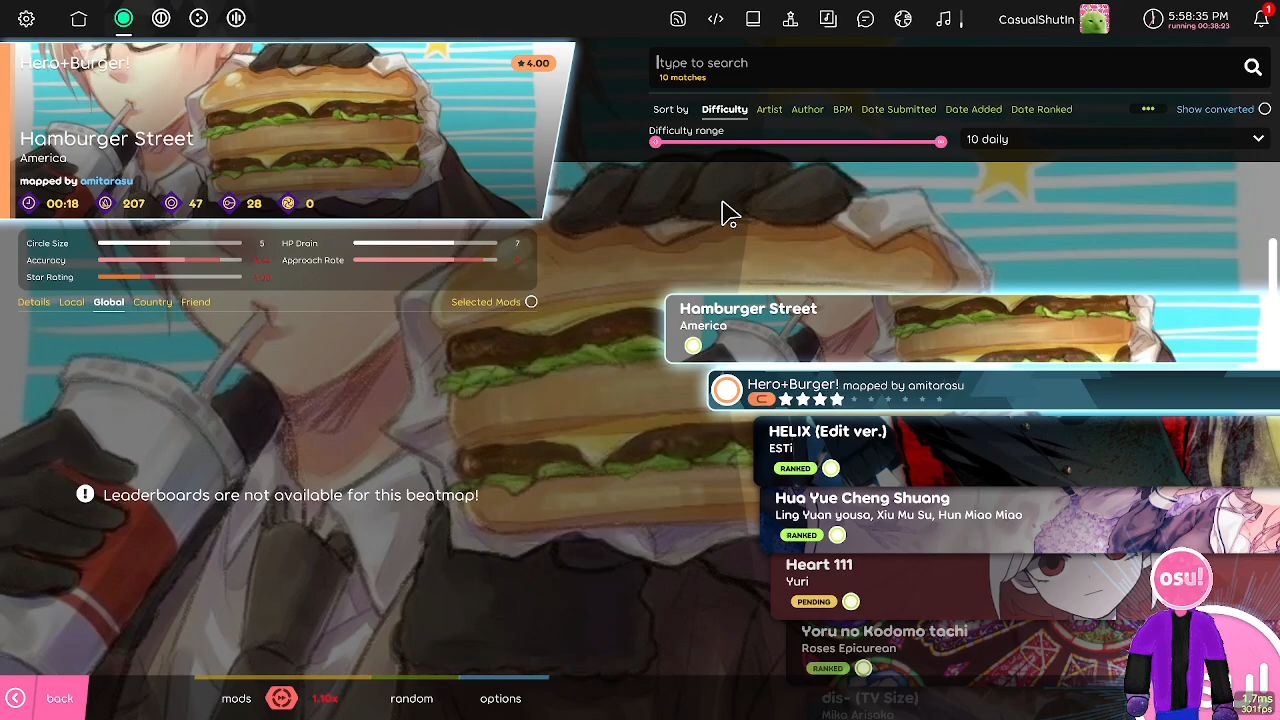 CasualShutIn
5:58:35 PM
running 00:38:23
1
Hero+Burger!
4.00
Hamburger Street
America
mapped by amitarasu
00:18 207 47 28 0
Circle Size 5 HP Drain 7
Accuracy Approach Rate
Star Rating
Details Local Global Country Friend Selected Mods
Leaderboards are not available for this beatmap!
type to search
10 matches
Sort by Difficulty Artist Author BPM Date Submitted Date Added Date Ranked ••• Show converted
Difficulty range
10 daily
Hamburger Street
America
Hero+Burger! mapped by amitarasu
HELIX (Edit ver.)
ESTi
RANKED
Hua Yue Cheng Shuang
Ling Yuan yousa, Xiu Mu Su, Hun Miao Miao
RANKED
Heart 111
Yuri
PENDING
Yoru no Kodomo tachi
Roses Epicurean
RANKED
dis- (TV Size)
Mika Arisaka
osu!
back mods 1.10x random options
1.7ms
301fps